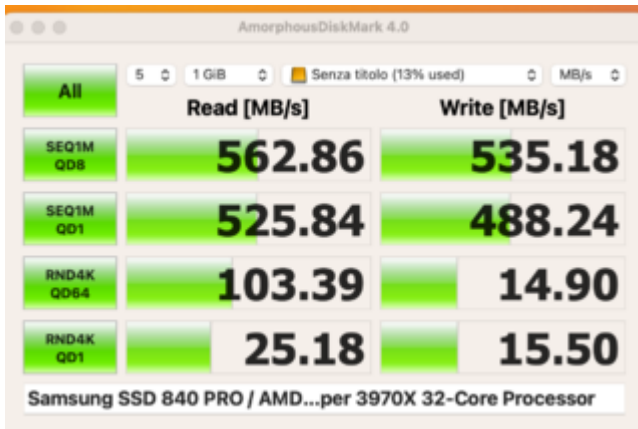 AmorphousDiskMark 4.0
All
5 1 GiB Senza titolo (13% used) MB/s
Read [MB/s] Write [MB/s]
SEQ1M QD8 562.86 535.18
SEQ1M QD1 525.84 488.24
RND4K QD64 103.39 14.90
RND4K QD1 25.18 15.50
Samsung SSD 840 PRO / AMD...per 3970X 32-Core Processor